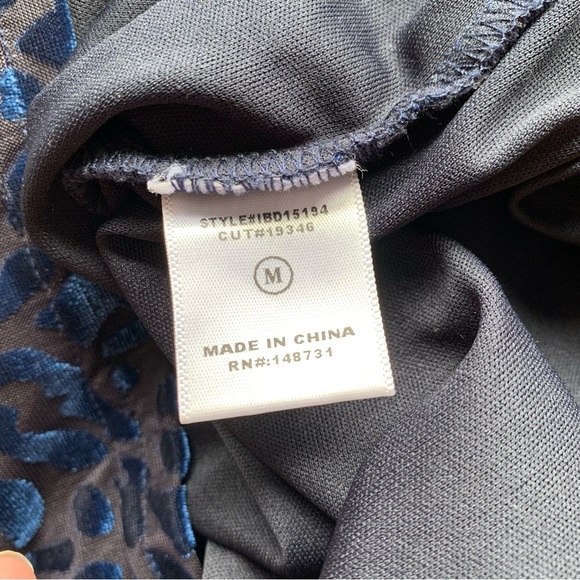 STYLE#IBD15194
CUT#19346
M
MADE IN CHINA
RN#:148731